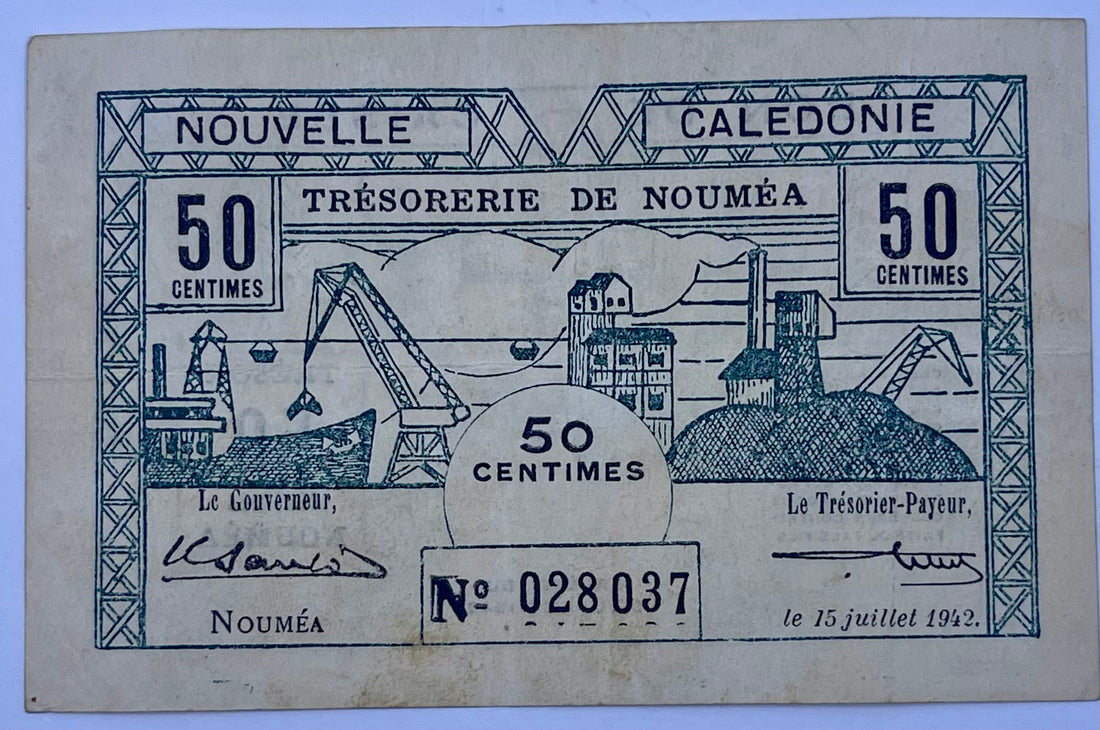 NOUVELLE CALEDONIE
TRÉSORERIE DE NOUMÉA
50
CENTIMES
50
CENTIMES
50
CENTIMES
Le Gouverneur,
Le Trésorier-Payeur,
Nº 028037
NOUMÉA
le 15 juillet 1942.